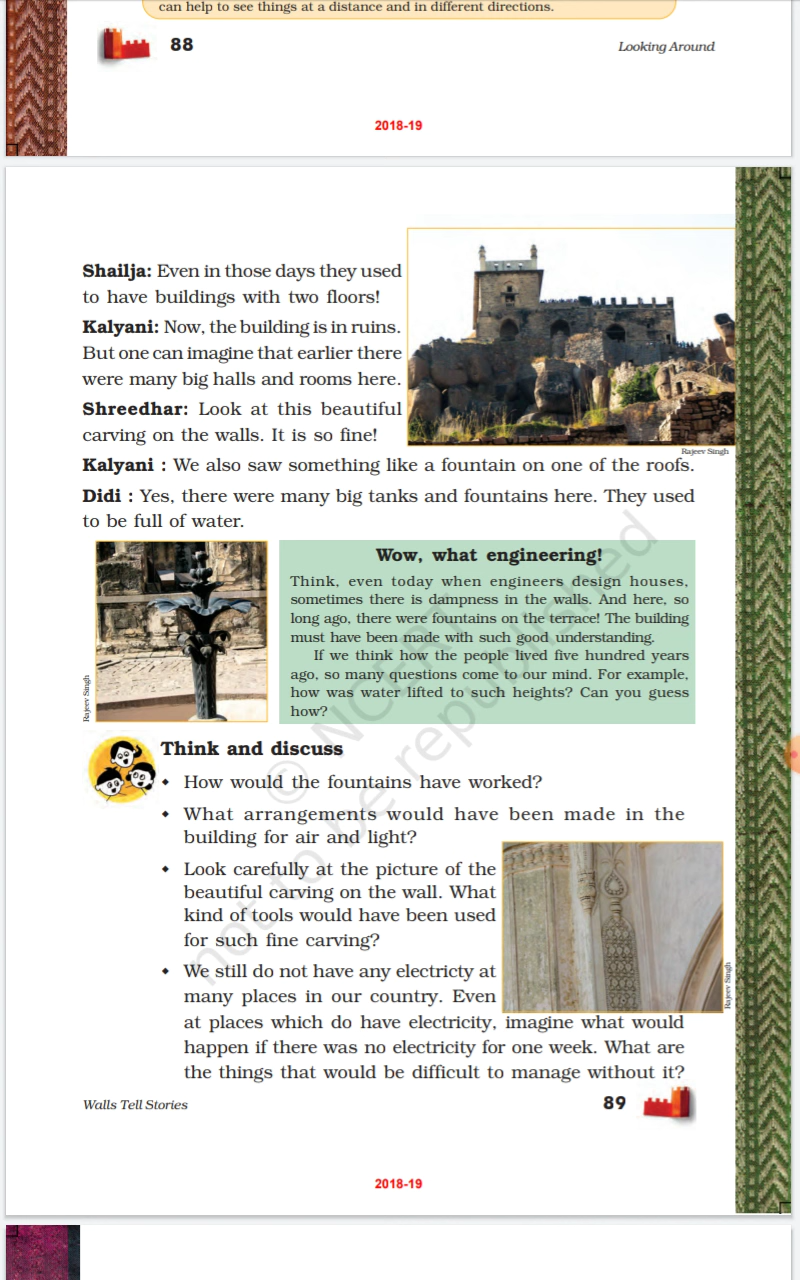 can help to see things at a distance and in different directions.
88
Looking Around
2018-19
Shailja: Even in those days they used
to have buildings with two floors!
Kalyani: Now, the building is in ruins.
But one can imagine that earlier there
were many big halls and rooms here.
Shreedhar: Look at this beautiful
carving on the walls. It is so fine!
Rajeev Singh
Kalyani : We also saw something like a fountain on one of the roofs.
Didi : Yes, there were many big tanks and fountains here. They used
to be full of water.
Rajeev Singh
Wow, what engineering!
Think, even today when engineers design houses,
sometimes there is dampness in the walls. And here, so
long ago, there were fountains on the terrace! The building
must have been made with such good understanding.
If we think how the people lived five hundred years
ago, so many questions come to our mind. For example,
how was water lifted to such heights? Can you guess
how?
Think and discuss
• How would the fountains have worked?
• What arrangements would have been made in the
building for air and light?
• Look carefully at the picture of the
beautiful carving on the wall. What
kind of tools would have been used
for such fine carving?
Rajeev Singh
• We still do not have any electricty at
many places in our country. Even
at places which do have electricity, imagine what would
happen if there was no electricity for one week. What are
the things that would be difficult to manage without it?
Walls Tell Stories
89
2018-19
© NCERT
not to be republished